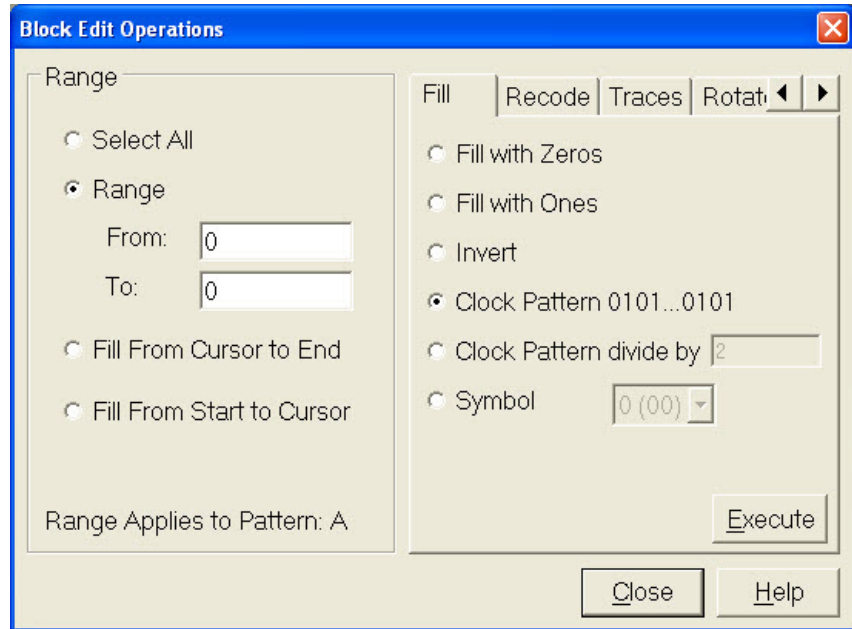 Block Edit Operations
Range
Select All
Range
From: 0
To: 0
Fill From Cursor to End
Fill From Start to Cursor
Range Applies to Pattern: A
Fill Recode Traces Rotat
Fill with Zeros
Fill with Ones
Invert
Clock Pattern 0101...0101
Clock Pattern divide by 2
Symbol 0 (00)
Execute
Close Help